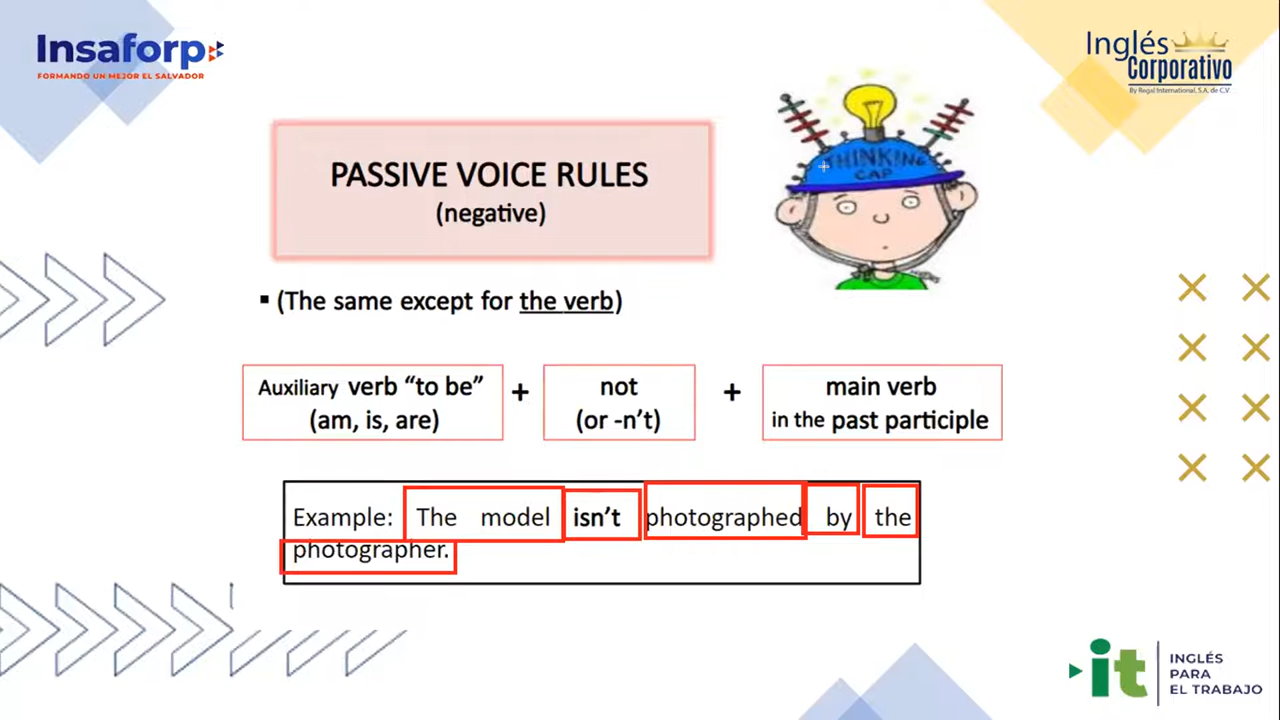 Insaforp
FORMANDO UN MEJOR EL SALVADOR
Inglés
Corporativo
By Regal International, S.A. de C.V.
THINKING
CAP
PASSIVE VOICE RULES
(negative)
▪ (The same except for the verb)
Auxiliary verb “to be”
(am, is, are)
+
not
(or -n’t)
+
main verb
in the past participle
Example: The model isn’t photographed by the
photographer.
it
INGLÉS
PARA
EL TRABAJO